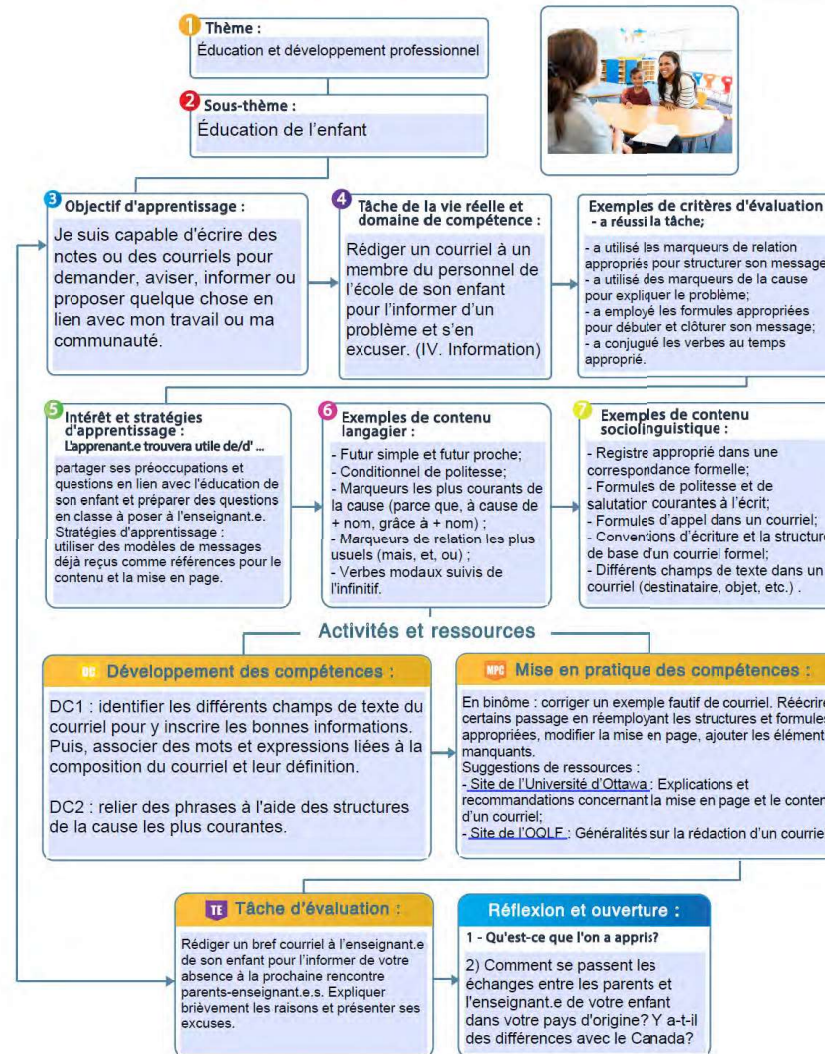 1 Thème :
Éducation et développement professionnel
2 Sous-thème :
Éducation de l'enfant
3 Objectif d'apprentissage :
Je suis capable d'écrire des
nctes ou des courriels pour
demander, aviser, informer ou
proposer quelque chose en
lien avec mon travail ou ma
communauté.
4 Tâche de la vie réelle et
domaine de compétence :
Rédiger un courriel à un
membre du personnel de
l'école de son enfant
pour l'informer d'un
problème et s'en
excuser. (IV. Information)
Exemples de critères d'évaluation
- a réussi la tâche;
- a utilisé les marqueurs de relation
appropriés pour structurer son message
- a utilisé des marqueurs de la cause
pour expliquer le problème;
- a employé les formules appropriées
pour débuter et clôturer son message;
- a conjugué les verbes au temps
approprié.
5 Intérêt et stratégies
d'apprentissage :
L'apprenant.e trouvera utile de/d' ...
partager ses préoccupations et
questions en lien avec l'éducation de
son enfant et préparer des questions
en classe à poser à l'enseignant.e.
Stratégies d'apprentissage :
utiliser des modèles de messages
déjà reçus comme références pour le
contenu et la mise en page.
6 Exemples de contenu
langagier :
- Futur simple et futur proche;
- Conditionnel de politesse;
- Marqueurs les plus courants de
la cause (parce que, à cause de
+ nom, grâce à + nom) ;
- Marqueurs de relation les plus
usuels (mais, et, ou) ;
- Verbes modaux suivis de
l'infinitif.
7 Exemples de contenu
sociolinguistique :
- Registre approprié dans une
correspondance formelle;
- Formules de politesse et de
salutation courantes à l'écrit;
- Formules d'appel dans un courriel;
- Conventions d'écriture et la structure
de base d'un courriel formel;
- Différents champs de texte dans un
courriel (destinataire, objet, etc.) .
Activités et ressources
DC Développement des compétences :
DC1 : identifier les différents champs de texte du
courriel pour y inscrire les bonnes informations.
Puis, associer des mots et expressions liées à la
composition du courriel et leur définition.
DC2 : relier des phrases à l'aide des structures
de la cause les plus courantes.
MPC Mise en pratique des compétences :
En binôme : corriger un exemple fautif de courriel. Réécrire
certains passage en réemployant les structures et formules
appropriées, modifier la mise en page, ajouter les élément
manquants.
Suggestions de ressources :
- Site de l'Université d'Ottawa : Explications et
recommandations concernant la mise en page et le conten
d'un courriel;
- Site de l'OQLF : Généralités sur la rédaction d'un courrie
TE Tâche d'évaluation :
Rédiger un bref courriel à l'enseignant.e
de son enfant pour l'informer de votre
absence à la prochaine rencontre
parents-enseignant.e.s. Expliquer
brièvement les raisons et présenter ses
excuses.
Réflexion et ouverture :
1 - Qu'est-ce que l'on a appris?
2) Comment se passent les
échanges entre les parents et
l'enseignant.e de votre enfant
dans votre pays d'origine? Y a-t-il
des différences avec le Canada?